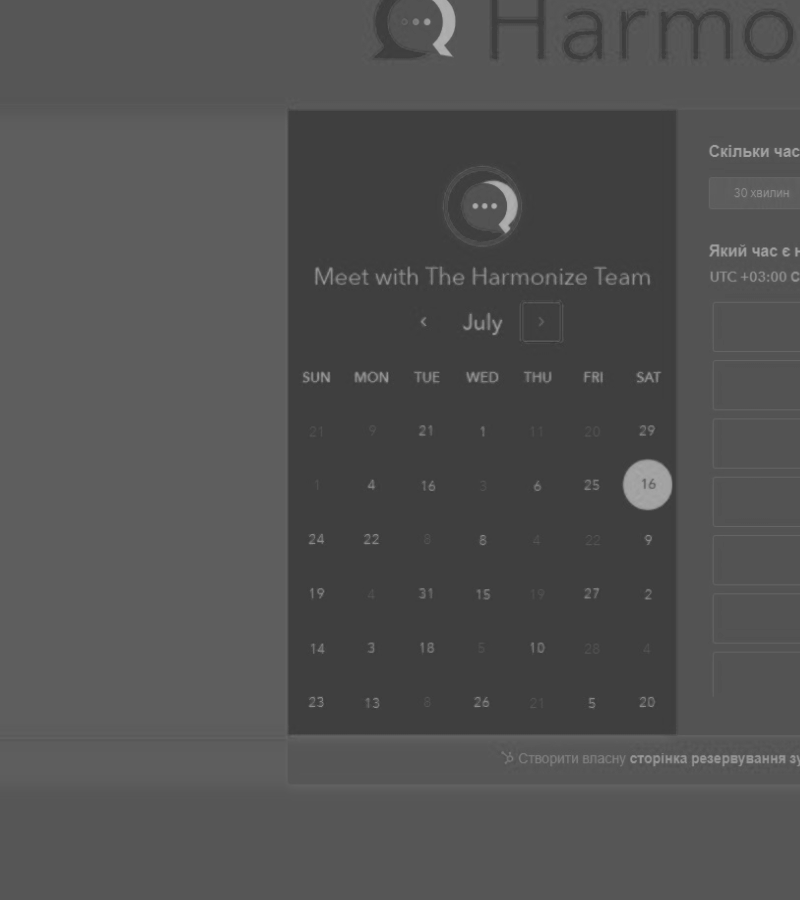 Harmo
Meet with The Harmonize Team
‹ July ›
SUN MON TUE WED THU FRI SAT
21 9 21 1 11 20 29
1 4 16 3 6 25 16
24 22 8 8 4 22 9
19 4 31 15 19 27 2
14 3 18 5 10 28 4
23 13 8 26 21 5 20
Скільки час
30 хвилин
Який час є н
UTC +03:00 С
Створити власну сторінка резервування зу